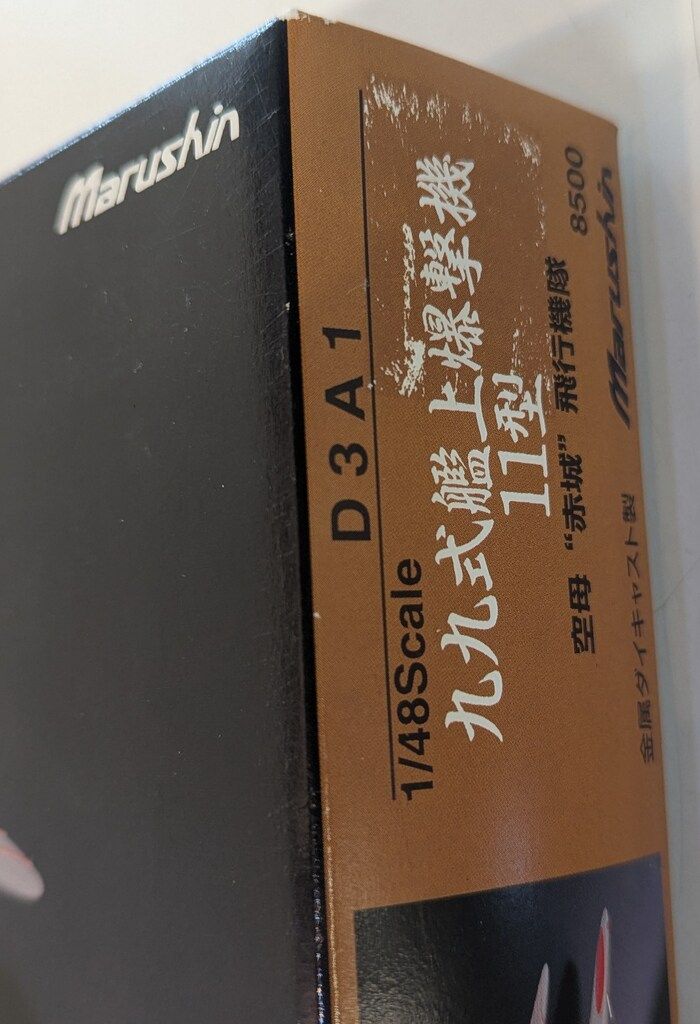 Marushin
D3A1
1/48Scale
九九式艦上爆撃機
11型
空母 “赤城” 飛行機隊
8500
金属ダイキャスト製
Marushin